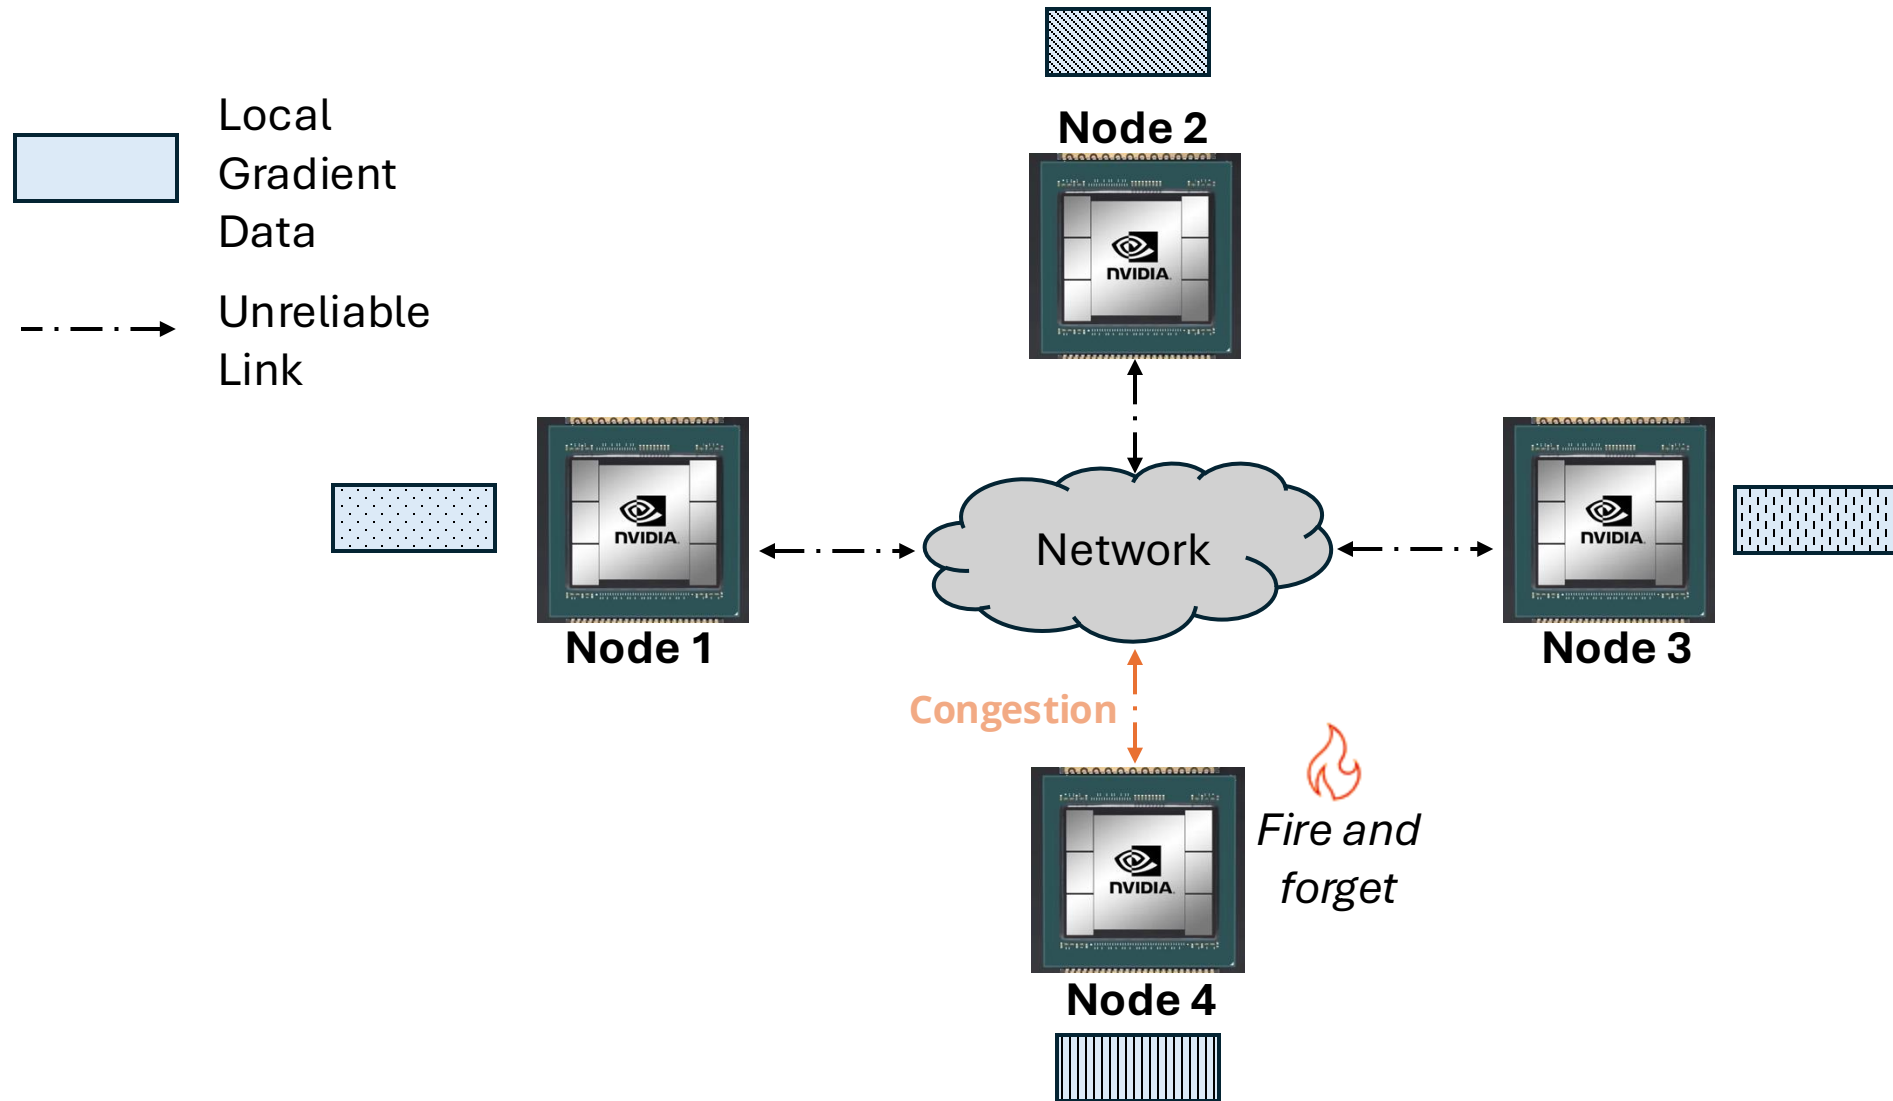 Local
Gradient
Data
Unreliable
Link
Node 2
NVIDIA
NVIDIA
Node 1
Network
NVIDIA
Node 3
Congestion
Fire and
forget
NVIDIA
Node 4